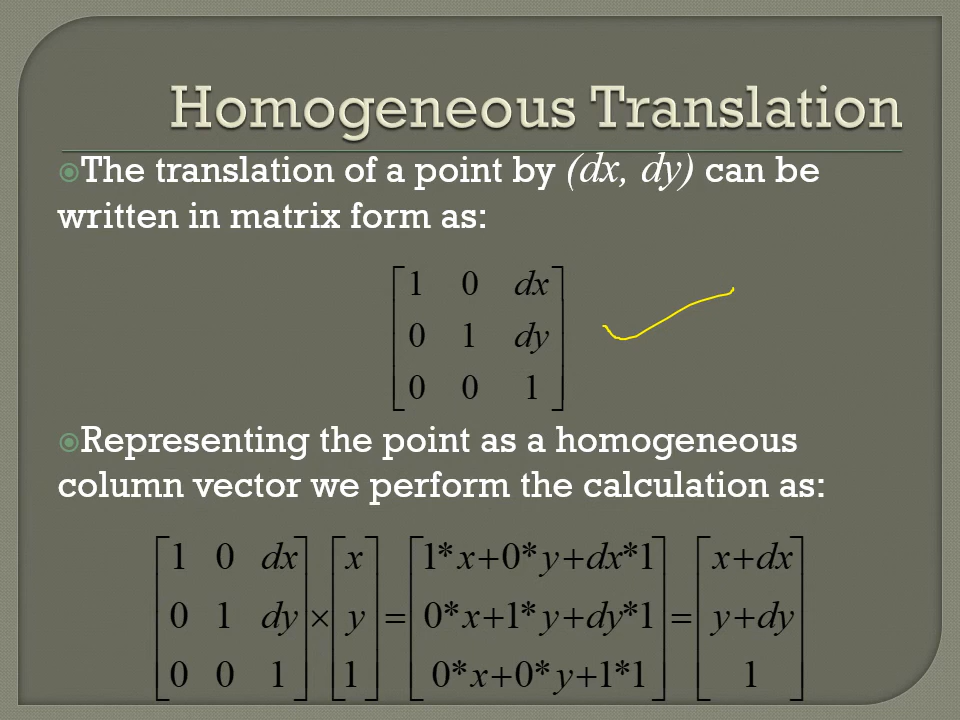 Homogeneous Translation
The translation of a point by (dx, dy) can be
written in matrix form as:
1 0 dx
0 1 dy
0 0 1
Representing the point as a homogeneous
column vector we perform the calculation as:
1 0 dx x 1*x+0*y+dx*1 x+dx
0 1 dy × y = 0*x+1*y+dy*1 = y+dy
0 0 1 1 0*x+0*y+1*1 1